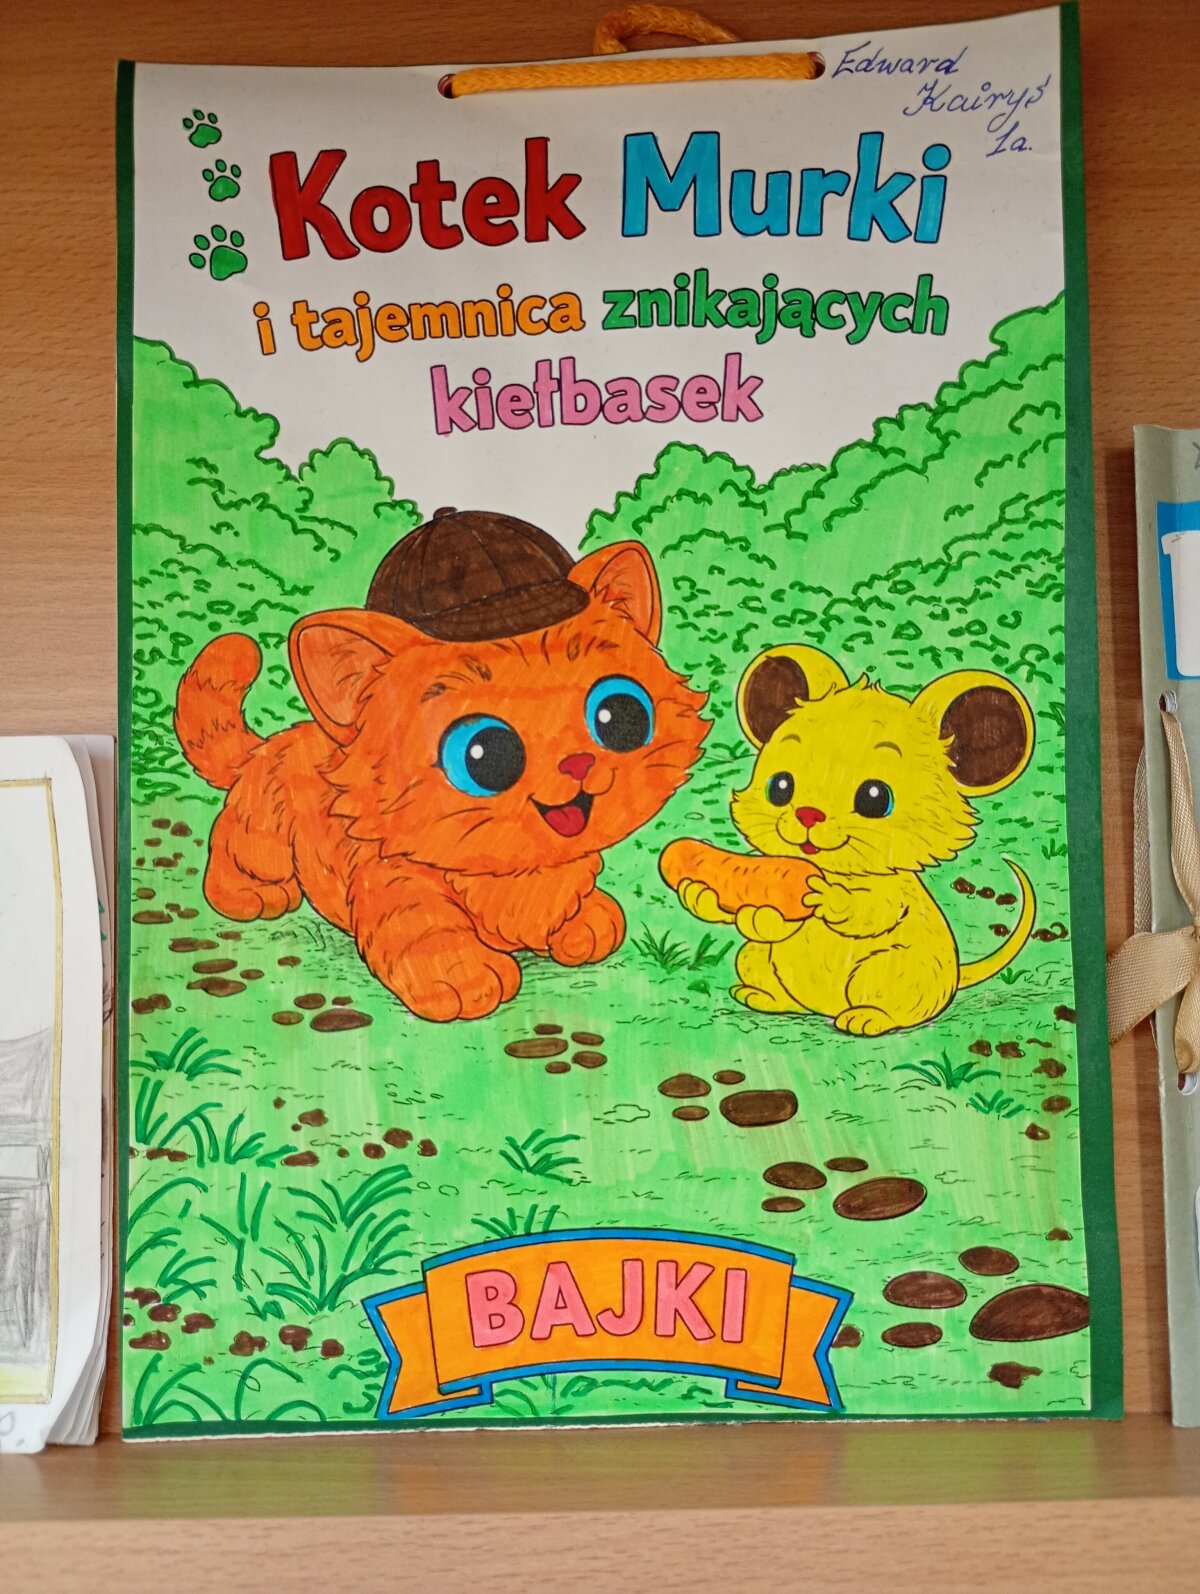 Edward
Kairyś
1a.
Kotek Murki
i tajemnica znikających
kiełbasek
BAJKI